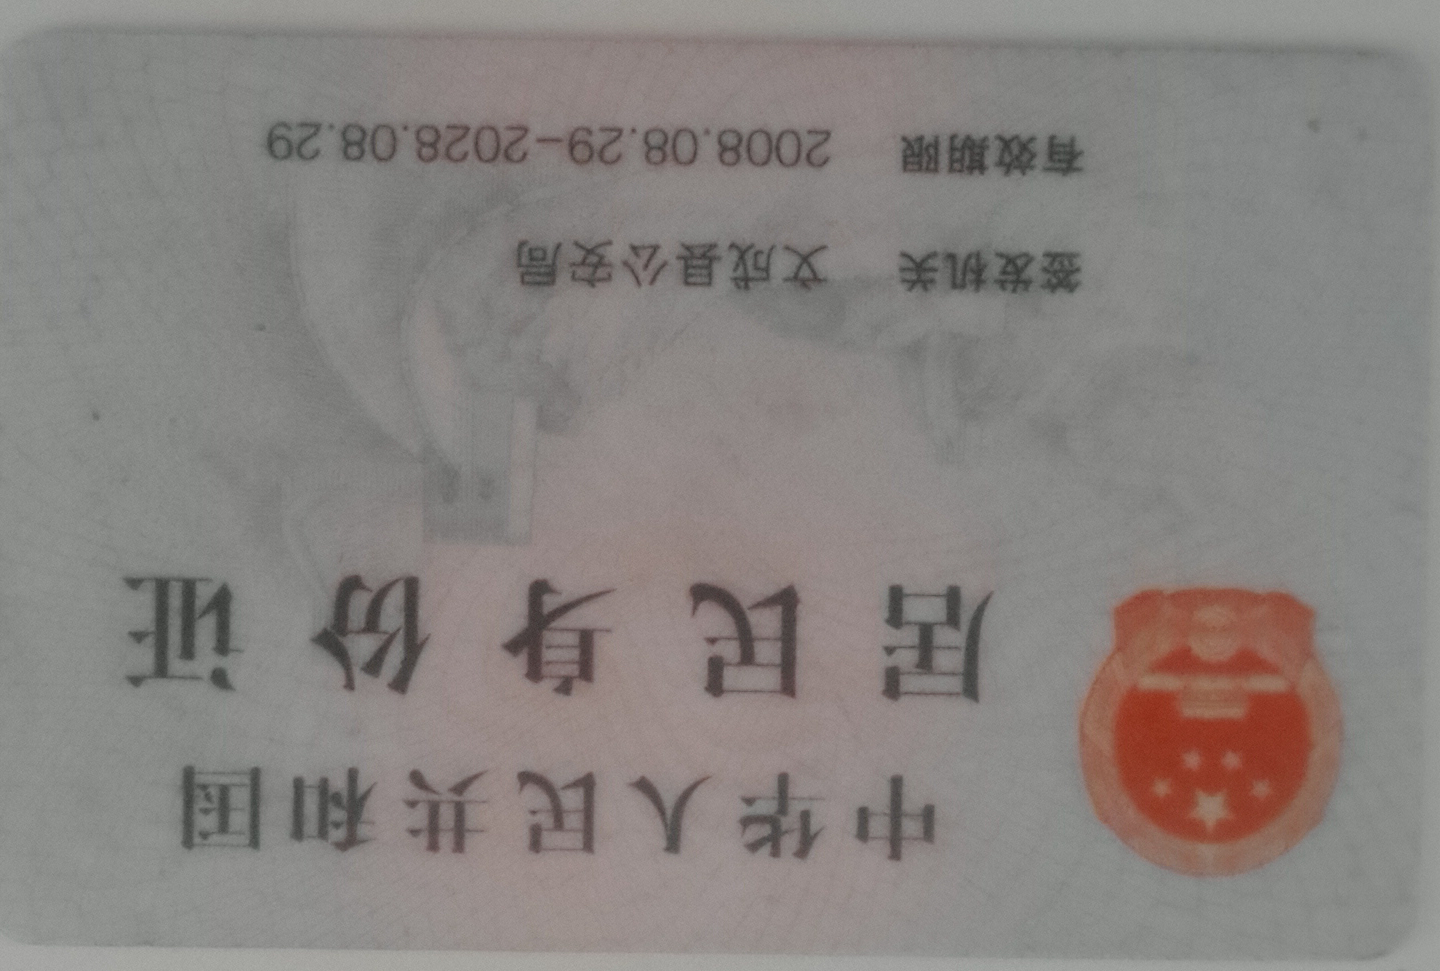 中华人民共和国
居民身份证
签发机关 文成县公安局
有效期限 2008.08.29-2028.08.29